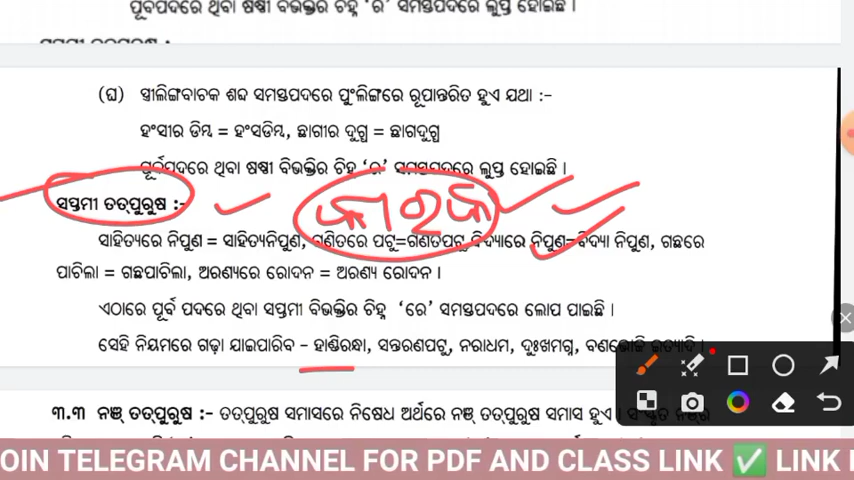 ପୂର୍ବପଦରେ ଥିବା ଷଷ୍ଠୀ ବିଭକ୍ତିର ଚିହ୍ନ ‘ର’ ସମସ୍ତପଦରେ ଲୁପ୍ତ ହୋଇଛି ।
(ଘ) ସ୍ତ୍ରୀଲିଙ୍ଗବାଚକ ଶବ୍ଦ ସମସ୍ତପଦରେ ପୁଂଲିଙ୍ଗରେ ରୂପାନ୍ତରିତ ହୁଏ ଯଥା :-
ହଂସୀର ଡିମ୍ବ = ହଂସଡିମ୍ବ, ଛାଗୀର ଦୁଗ୍ଧ = ଛାଗଦୁଗ୍ଧ
ପୂର୍ବପଦରେ ଥିବା ଷଷ୍ଠୀ ବିଭକ୍ତିର ଚିହ୍ନ ‘ର’ ସମସ୍ତପଦରେ ଲୁପ୍ତ ହୋଇଛି ।
ସପ୍ତମୀ ତତ୍‌ପୁରୁଷ :-
କାରକ
ସାହିତ୍ୟରେ ନିପୁଣ = ସାହିତ୍ୟନିପୁଣ, ଗଣିତରେ ପଟୁ=ଗଣିତପଟୁ ବିଦ୍ୟାରେ ନିପୁଣ=ବିଦ୍ୟା ନିପୁଣ, ଗଛରେ
ପାଚିଲା = ଗଛପାଚିଲା, ଅରଣ୍ୟରେ ରୋଦନ = ଅରଣ୍ୟ ରୋଦନ ।
ଏଠାରେ ପୂର୍ବ ପଦରେ ଥିବା ସପ୍ତମୀ ବିଭକ୍ତିର ଚିହ୍ନ ‘ରେ’ ସମସ୍ତପଦରେ ଲୋପ ପାଇଛି ।
ସେହି ନିୟମରେ ଗଢ଼ା ଯାଇପାରିବ – ହାଣ୍ଡିରନ୍ଧା, ସନ୍ତରଣପଟୁ, ନରାଧମ, ଦୁଃଖମଗ୍ନ, ବଣଭୋଜି ଇତ୍ୟାଦି ।
୩.୩ ନଞ୍ ତତ୍‌ପୁରୁଷ :- ତତ୍‌ପୁରୁଷ ସମାସରେ ନିଷେଧ ଅର୍ଥରେ ନଞ୍ ତତ୍‌ପୁରୁଷ ସମାସ ହୁଏ । ସଂସ୍କୃତ ନଞ୍‌ର
OIN TELEGRAM CHANNEL FOR PDF AND CLASS LINK ✅ LINK I